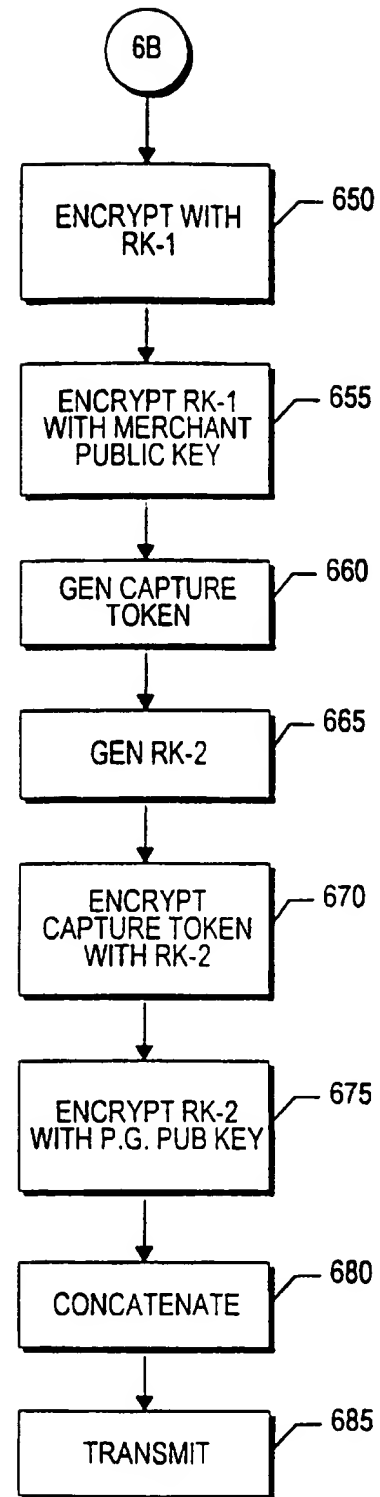 6B
ENCRYPT WITH
RK-1
650
ENCRYPT RK-1
WITH MERCHANT
PUBLIC KEY
655
GEN CAPTURE
TOKEN
660
GEN RK-2
665
ENCRYPT
CAPTURE TOKEN
WITH RK-2
670
ENCRYPT RK-2
WITH P.G. PUB KEY
675
CONCATENATE
680
TRANSMIT
685